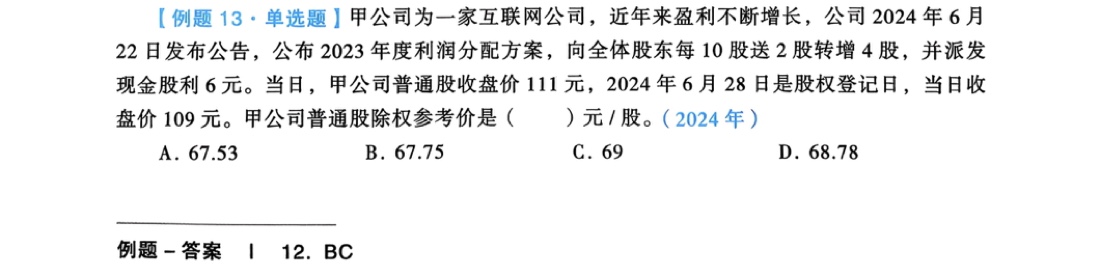 【例题 13·单选题】甲公司为一家互联网公司，近年来盈利不断增长，公司 2024 年 6 月
22 日发布公告，公布 2023 年度利润分配方案，向全体股东每 10 股送 2 股转增 4 股，并派发
现金股利 6 元。当日，甲公司普通股收盘价 111 元，2024 年 6 月 28 日是股权登记日，当日收
盘价 109 元。甲公司普通股除权参考价是（　　）元 / 股。（2024 年）
A. 67.53　　B. 67.75　　C. 69　　D. 68.78
例题 – 答案　|　12. BC